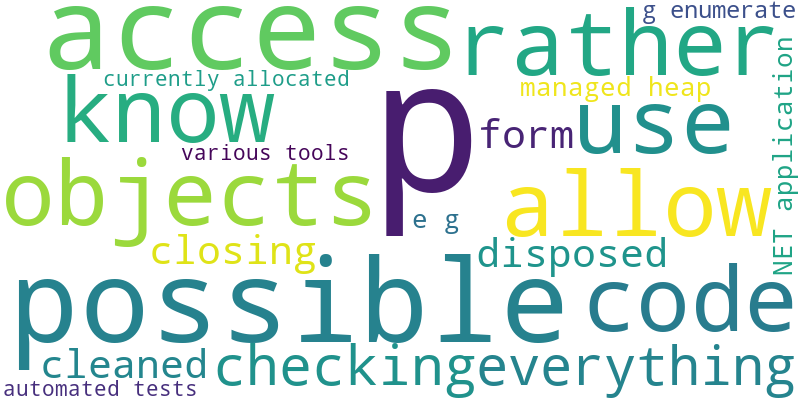 access
rather
g enumerate
currently allocated
managed heap
know
p
form
use
NET application
various tools
objects
e g
allow
closing
disposed
possible
code
cleaned
checking
everything
automated tests